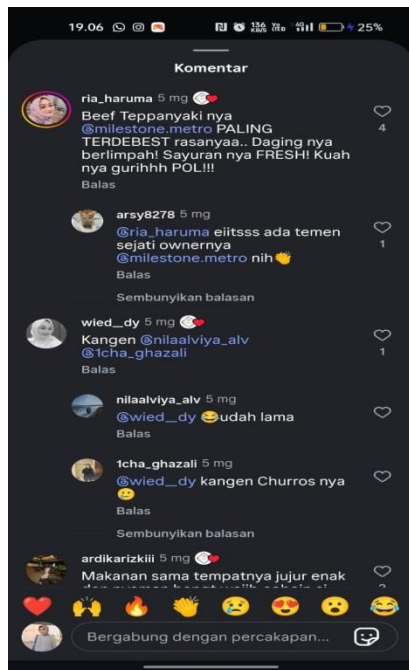 19.06 136 KB/S 4G 25%
Komentar
ria_haruma 5 mg
Beef Teppanyaki nya
@milestone.metro PALING
TERDEBEST rasanyaa.. Daging nya
berlimpah! Sayuran nya FRESH! Kuah
nya gurihhh POL!!!
4
Balas
arsy8278 5 mg
@ria_haruma eiitsss ada temen
sejati ownernya
@milestone.metro nih👏
1
Balas
Sembunyikan balasan
wied__dy 5 mg
Kangen @nilaalviya_alv
@1cha_ghazali
1
Balas
nilaalviya_alv 5 mg
@wied__dy 😂udah lama
Balas
1cha_ghazali 5 mg
@wied__dy kangen Churros nya
🥲
Balas
Sembunyikan balasan
ardikarizkiii 5 mg
Makanan sama tempatnya jujur enak
Bergabung dengan percakapan...